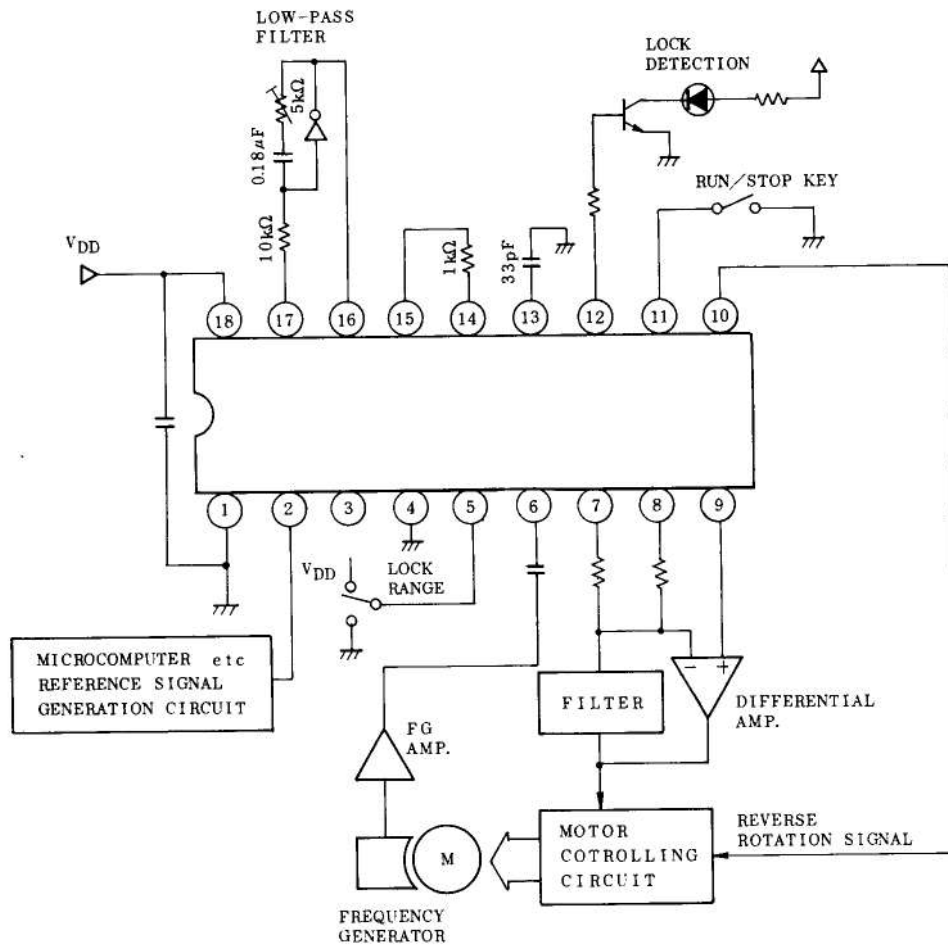 LOW-PASS
FILTER
LOCK
DETECTION
5kΩ
0.18μF
RUN/STOP KEY
10kΩ
1kΩ
33pF
VDD
18
17
16
15
14
13
12
11
10
1
2
3
4
5
6
7
8
9
VDD
LOCK
RANGE
MICROCOMPUTER etc
REFERENCE SIGNAL
GENERATION CIRCUIT
− +
FILTER
DIFFERENTIAL
AMP.
FG
AMP.
M
MOTOR
COTROLLING
CIRCUIT
REVERSE
ROTATION SIGNAL
FREQUENCY
GENERATOR